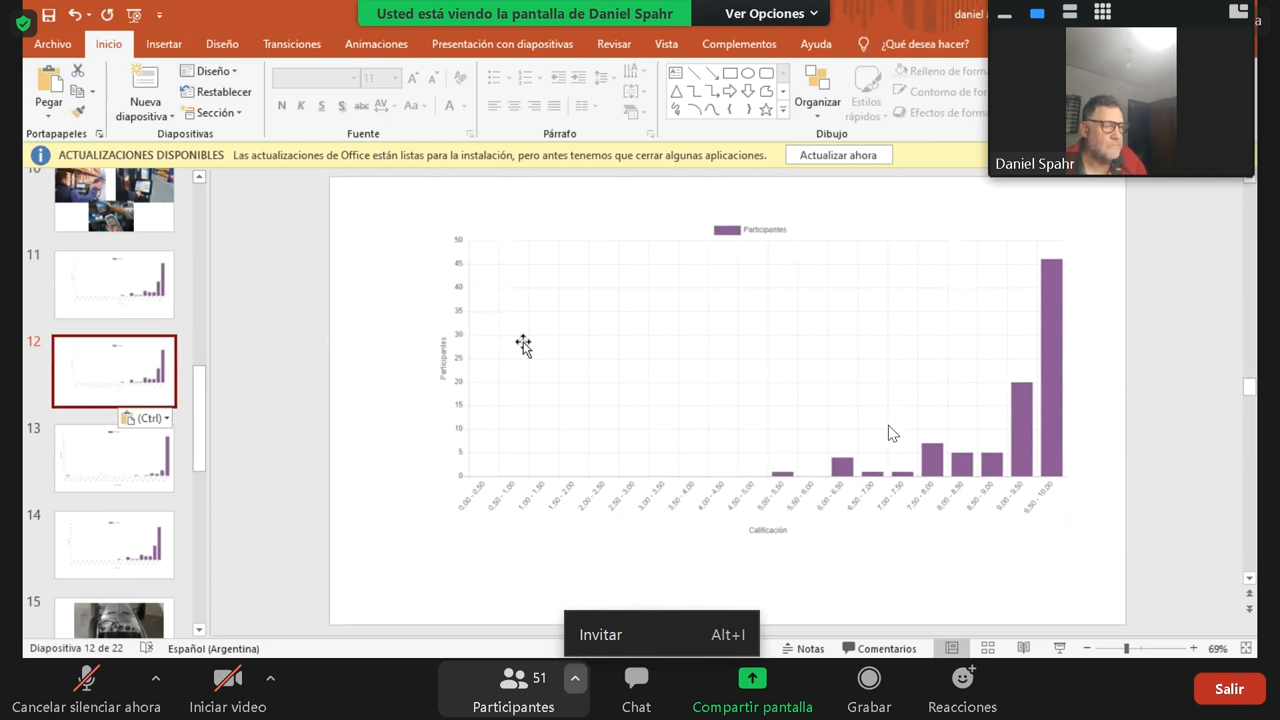 Usted está viendo la pantalla de Daniel Spahr
Ver Opciones
daniel
Archivo
Inicio
Insertar
Diseño
Transiciones
Animaciones
Presentación con diapositivas
Revisar
Vista
Complementos
Ayuda
¿Qué desea hacer?
Pegar
Nueva
diapositiva
Diseño
Restablecer
Sección
11
N K S S abc AV Aa A
Organizar
Estilos
rápidos
Relleno de form
Contorno de for
Efectos de form
Portapapeles
Diapositivas
Fuente
Párrafo
Dibujo
Daniel Spahr
ACTUALIZACIONES DISPONIBLES Las actualizaciones de Office están listas para la instalación, pero antes tenemos que cerrar algunas aplicaciones.
Actualizar ahora
10
11
12
(Ctrl)
13
14
15
Participantes
50
45
40
35
30
25
20
15
10
5
0
Participantes
0,00 - 0,50
0,50 - 1,00
1,00 - 1,50
1,50 - 2,00
2,00 - 2,50
2,50 - 3,00
3,00 - 3,50
3,50 - 4,00
4,00 - 4,50
4,50 - 5,00
5,00 - 5,50
5,50 - 6,00
6,00 - 6,50
6,50 - 7,00
7,00 - 7,50
7,50 - 8,00
8,00 - 8,50
8,50 - 9,00
9,00 - 9,50
9,50 - 10,00
Calificación
Invitar Alt+I
Diapositiva 12 de 22
Español (Argentina)
Notas
Comentarios
69%
Cancelar silenciar ahora
Iniciar video
51
Participantes
Chat
Compartir pantalla
Grabar
Reacciones
Salir